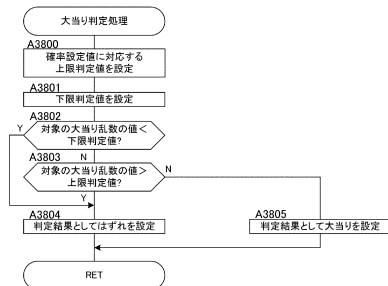 大当り判定処理
A3800
確率設定値に対応する
上限判定値を設定
A3801
下限判定値を設定
A3802
対象の大当り乱数の値＜
下限判定値?
Y
N
A3803
対象の大当り乱数の値＞
上限判定値?
N
Y
A3804
判定結果としてはずれを設定
A3805
判定結果として大当りを設定
RET